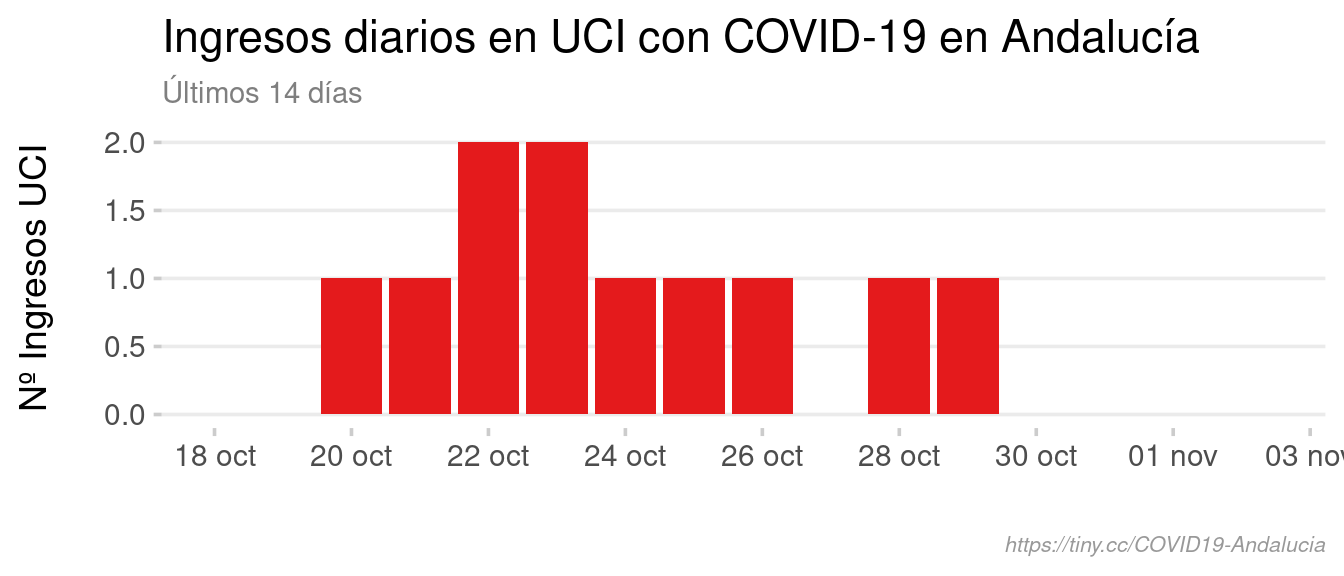 Ingresos diarios en UCI con COVID-19 en Andalucía
Últimos 14 días
Nº Ingresos UCI
2.0
1.5
1.0
0.5
0.0
18 oct 20 oct 22 oct 24 oct 26 oct 28 oct 30 oct 01 nov 03 nov
https://tiny.cc/COVID19-Andalucia